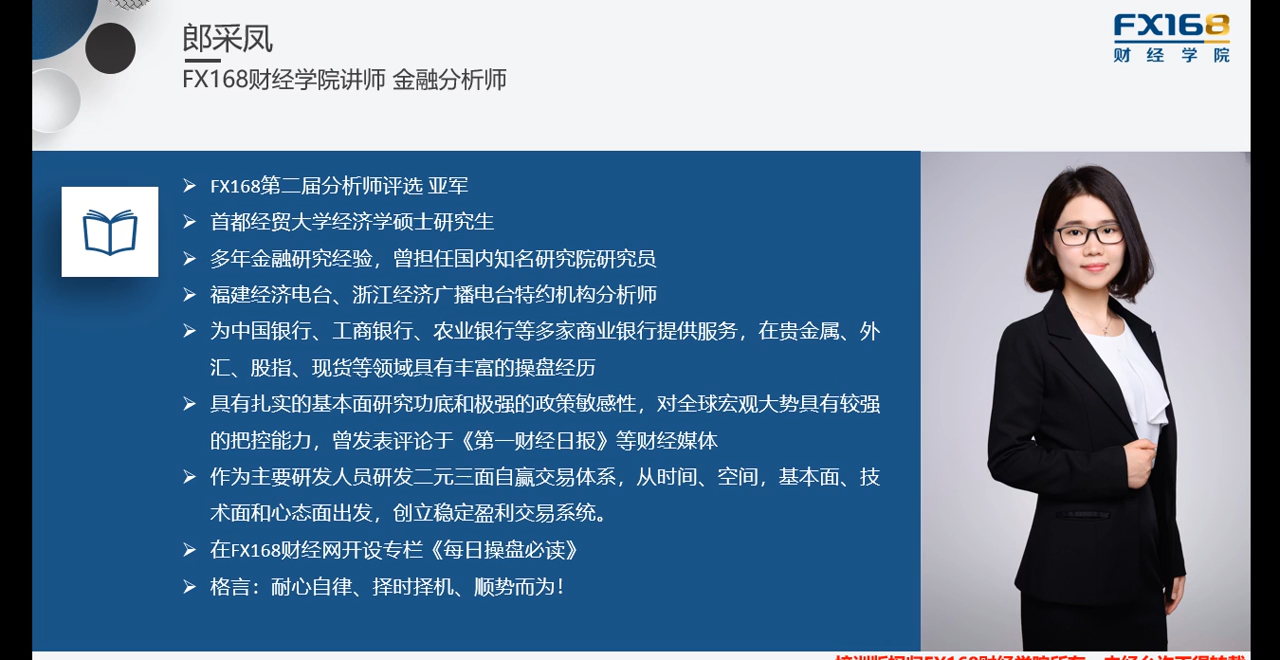 郎采凤
FX168财经学院讲师 金融分析师
FX168
财经学院
FX168第二届分析师评选 亚军
首都经贸大学经济学硕士研究生
多年金融研究经验，曾担任国内知名研究院研究员
福建经济电台、浙江经济广播电台特约机构分析师
为中国银行、工商银行、农业银行等多家商业银行提供服务，在贵金属、外
汇、股指、现货等领域具有丰富的操盘经历
具有扎实的基本面研究功底和极强的政策敏感性，对全球宏观大势具有较强
的把控能力，曾发表评论于《第一财经日报》等财经媒体
作为主要研发人员研发二元三面自赢交易体系，从时间、空间，基本面、技
术面和心态面出发，创立稳定盈利交易系统。
在FX168财经网开设专栏《每日操盘必读》
格言：耐心自律、择时择机、顺势而为！